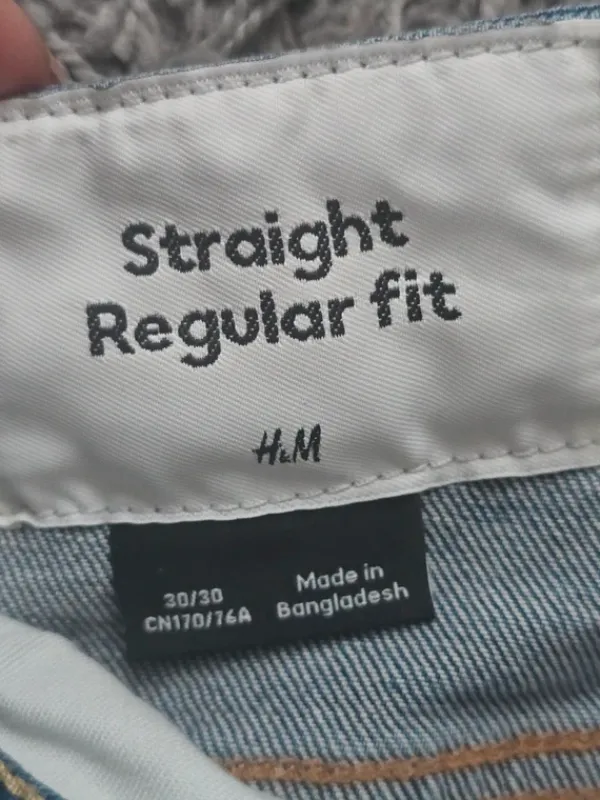 Straight
Regular fit
H&M
30/30
CN170/76A
Made in
Bangladesh